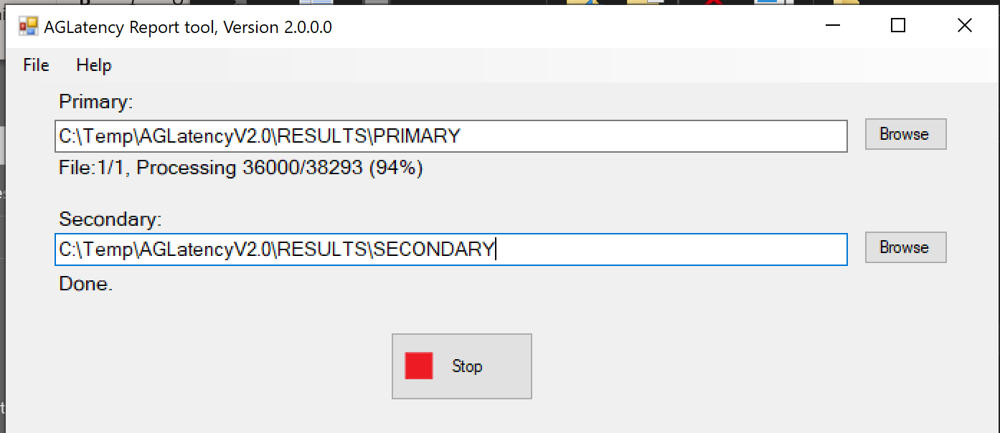 AGLatency Report tool, Version 2.0.0.0
File Help
Primary:
C:\Temp\AGLatencyV2.0\RESULTS\PRIMARY
Browse
File:1/1, Processing 36000/38293 (94%)
Secondary:
C:\Temp\AGLatencyV2.0\RESULTS\SECONDARY
Browse
Done.
Stop